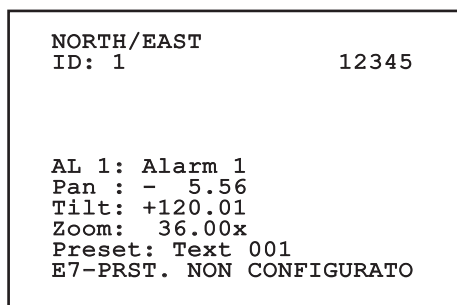 NORTH/EAST
ID: 1 12345
AL 1: Alarm 1
Pan : -  5.56
Tilt: +120.01
Zoom:  36.00x
Preset: Text 001
E7-PRST. NON CONFIGURATO